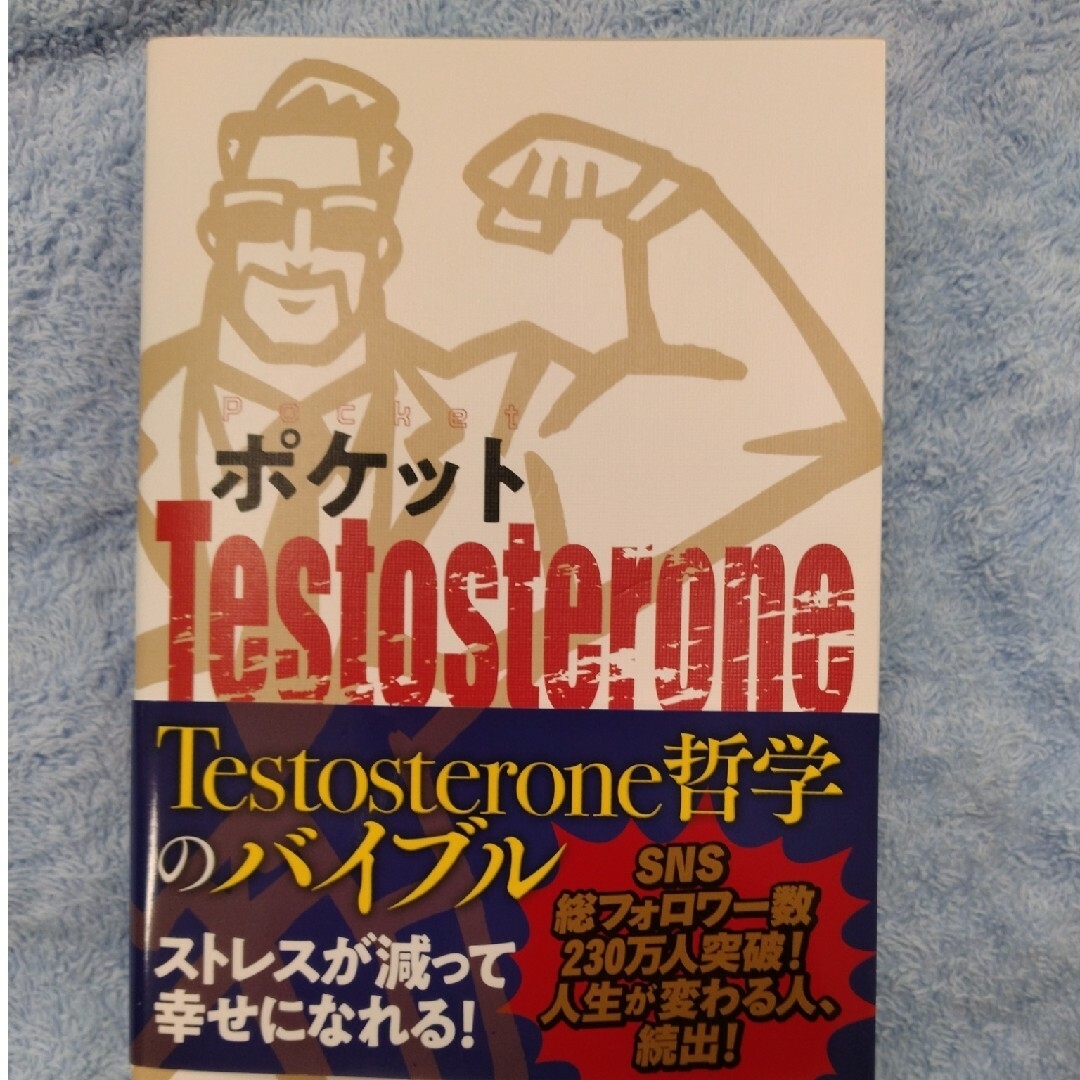 Pocket
ポケット
Testosterone
Testosterone哲学
のバイブル
ストレスが減って
幸せになれる!
SNS
総フォロワー数
230万人突破!
人生が変わる人、
続出!